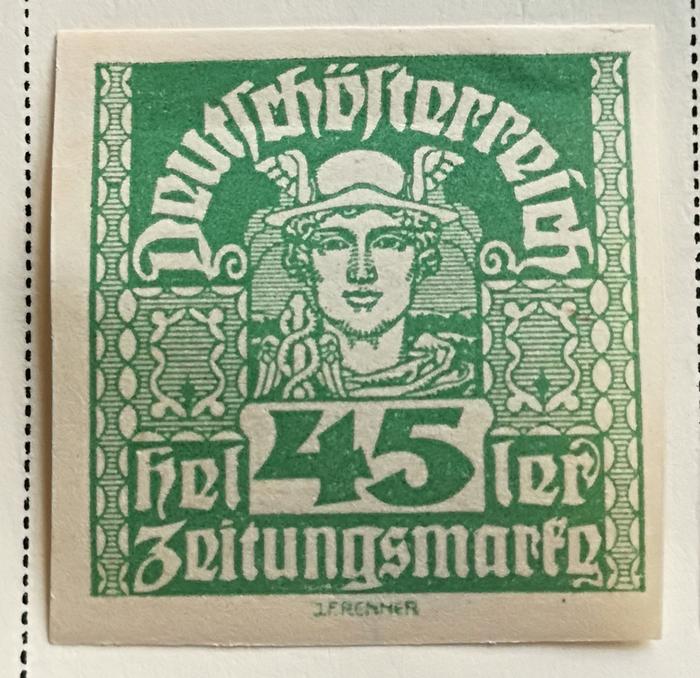 Deutschösterreich
45
hel ler
Zeitungsmarke
J.F.RENNER